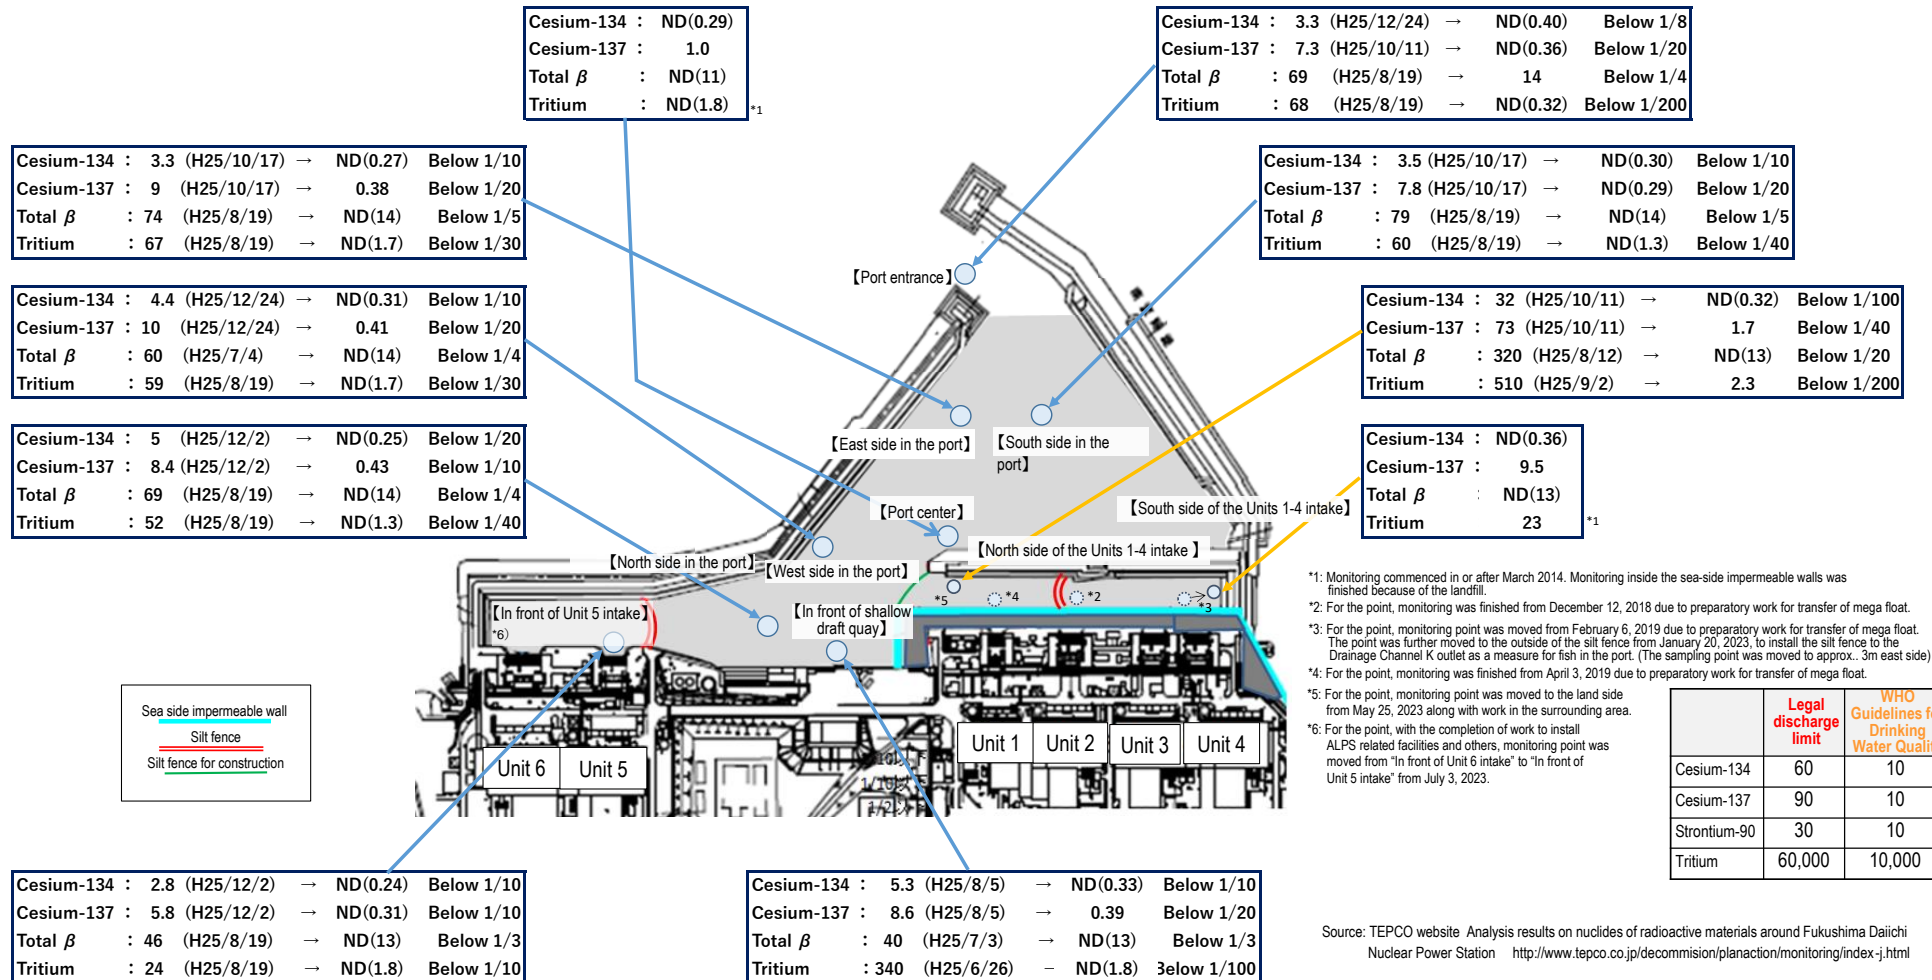 Cesium-134 : ND(0.29)
Cesium-137 : 1.0
Total β : ND(11)
Tritium : ND(1.8)
*1
Cesium-134 : 3.3 (H25/12/24) → ND(0.40) Below 1/8
Cesium-137 : 7.3 (H25/10/11) → ND(0.36) Below 1/20
Total β : 69 (H25/8/19) → 14 Below 1/4
Tritium : 68 (H25/8/19) → ND(0.32) Below 1/200
Cesium-134 : 3.3 (H25/10/17) → ND(0.27) Below 1/10
Cesium-137 : 9 (H25/10/17) → 0.38 Below 1/20
Total β : 74 (H25/8/19) → ND(14) Below 1/5
Tritium : 67 (H25/8/19) → ND(1.7) Below 1/30
Cesium-134 : 3.5 (H25/10/17) → ND(0.30) Below 1/10
Cesium-137 : 7.8 (H25/10/17) → ND(0.29) Below 1/20
Total β : 79 (H25/8/19) → ND(14) Below 1/5
Tritium : 60 (H25/8/19) → ND(1.3) Below 1/40
Cesium-134 : 4.4 (H25/12/24) → ND(0.31) Below 1/10
Cesium-137 : 10 (H25/12/24) → 0.41 Below 1/20
Total β : 60 (H25/7/4) → ND(14) Below 1/4
Tritium : 59 (H25/8/19) → ND(1.7) Below 1/30
Cesium-134 : 32 (H25/10/11) → ND(0.32) Below 1/100
Cesium-137 : 73 (H25/10/11) → 1.7 Below 1/40
Total β : 320 (H25/8/12) → ND(13) Below 1/20
Tritium : 510 (H25/9/2) → 2.3 Below 1/200
Cesium-134 : 5 (H25/12/2) → ND(0.25) Below 1/20
Cesium-137 : 8.4 (H25/12/2) → 0.43 Below 1/10
Total β : 69 (H25/8/19) → ND(14) Below 1/4
Tritium : 52 (H25/8/19) → ND(1.3) Below 1/40
Cesium-134 : ND(0.36)
Cesium-137 : 9.5
Total β : ND(13)
Tritium 23
*1
【Port entrance】
【East side in the port】
【South side in the
port】
【Port center】
【South side of the Units 1-4 intake】
【North side in the port】
【West side in the port】
【North side of the Units 1-4 intake】
【In front of Unit 5 intake】
*6)
【In front of shallow
draft quay】
*5
*4
*2
*3
Unit 6
Unit 5
Unit 1
Unit 2
Unit 3
Unit 4
1/10以下
Sea side impermeable wall
Silt fence
Silt fence for construction
*1: Monitoring commenced in or after March 2014. Monitoring inside the sea-side impermeable walls was
finished because of the landfill.
*2: For the point, monitoring was finished from December 12, 2018 due to preparatory work for transfer of mega float.
*3: For the point, monitoring point was moved from February 6, 2019 due to preparatory work for transfer of mega float.
The point was further moved to the outside of the silt fence from January 20, 2023, to install the silt fence to the
Drainage Channel K outlet as a measure for fish in the port. (The sampling point was moved to approx.. 3m east side)
*4: For the point, monitoring was finished from April 3, 2019 due to preparatory work for transfer of mega float.
*5: For the point, monitoring point was moved to the land side
from May 25, 2023 along with work in the surrounding area.
*6: For the point, with the completion of work to install
ALPS related facilities and others, monitoring point was
moved from “In front of Unit 6 intake” to “In front of
Unit 5 intake” from July 3, 2023.
Legal discharge limit
WHO Guidelines Drinking Water
Cesium-134 60 10
Cesium-137 90 10
Strontium-90 30 10
Tritium 60,000 10,000
Cesium-134 : 2.8 (H25/12/2) → ND(0.24) Below 1/10
Cesium-137 : 5.8 (H25/12/2) → ND(0.31) Below 1/10
Total β : 46 (H25/8/19) → ND(13) Below 1/3
Tritium : 24 (H25/8/19) → ND(1.8) Below 1/10
Cesium-134 : 5.3 (H25/8/5) → ND(0.33) Below 1/10
Cesium-137 : 8.6 (H25/8/5) → 0.39 Below 1/20
Total β : 40 (H25/7/3) → ND(13) Below 1/3
Tritium : 340 (H25/6/26) – ND(1.8) Below 1/100
Source: TEPCO website Analysis results on nuclides of radioactive materials around Fukushima Daiichi
Nuclear Power Station http://www.tepco.co.jp/decommision/planaction/monitoring/index-j.html